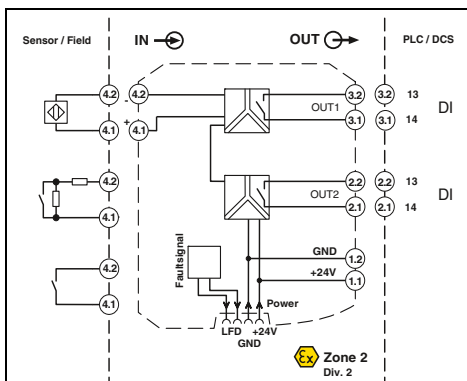 Sensor / Field IN OUT PLC / DCS
4.2 - 4.2 3.2 3.2 13
OUT1 DI
4.1 + 4.1 3.1 3.1 14
4.2 2.2 2.2 13
OUT2 DI
4.1 2.1 2.1 14
GND 1.2
4.2 Faultsignal +24V 1.1
4.1 Power
LFD +24V
GND
Ex Zone 2
Div. 2